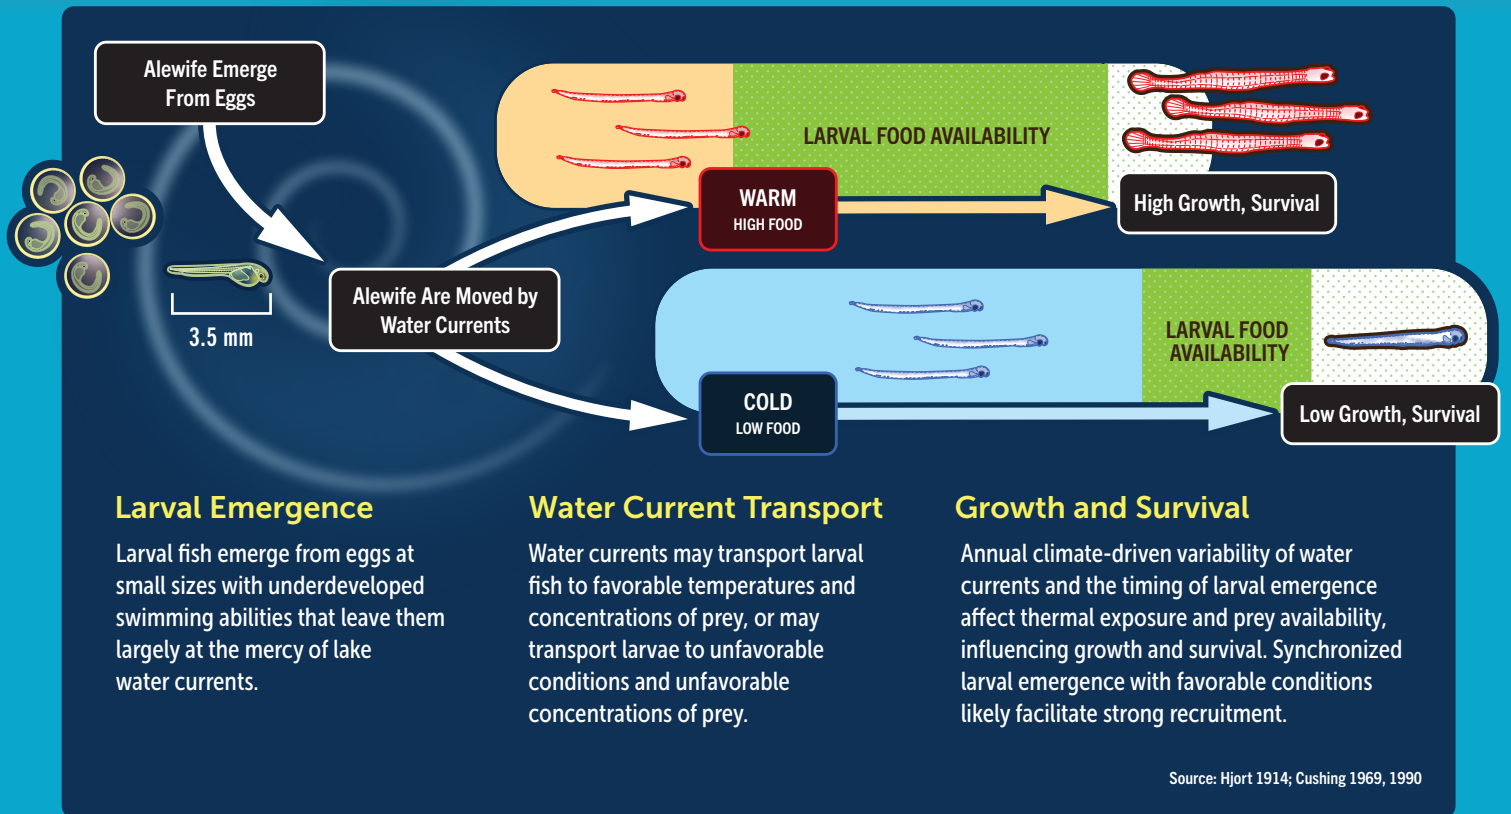 Alewife Emerge
From Eggs
3.5 mm
Alewife Are Moved by
Water Currents
LARVAL FOOD AVAILABILITY
WARM
HIGH FOOD
High Growth, Survival
LARVAL FOOD
AVAILABILITY
COLD
LOW FOOD
Low Growth, Survival
Larval Emergence
Larval fish emerge from eggs at
small sizes with underdeveloped
swimming abilities that leave them
largely at the mercy of lake
water currents.
Water Current Transport
Water currents may transport larval
fish to favorable temperatures and
concentrations of prey, or may
transport larvae to unfavorable
conditions and unfavorable
concentrations of prey.
Growth and Survival
Annual climate-driven variability of water
currents and the timing of larval emergence
affect thermal exposure and prey availability,
influencing growth and survival. Synchronized
larval emergence with favorable conditions
likely facilitate strong recruitment.
Source: Hjort 1914; Cushing 1969, 1990